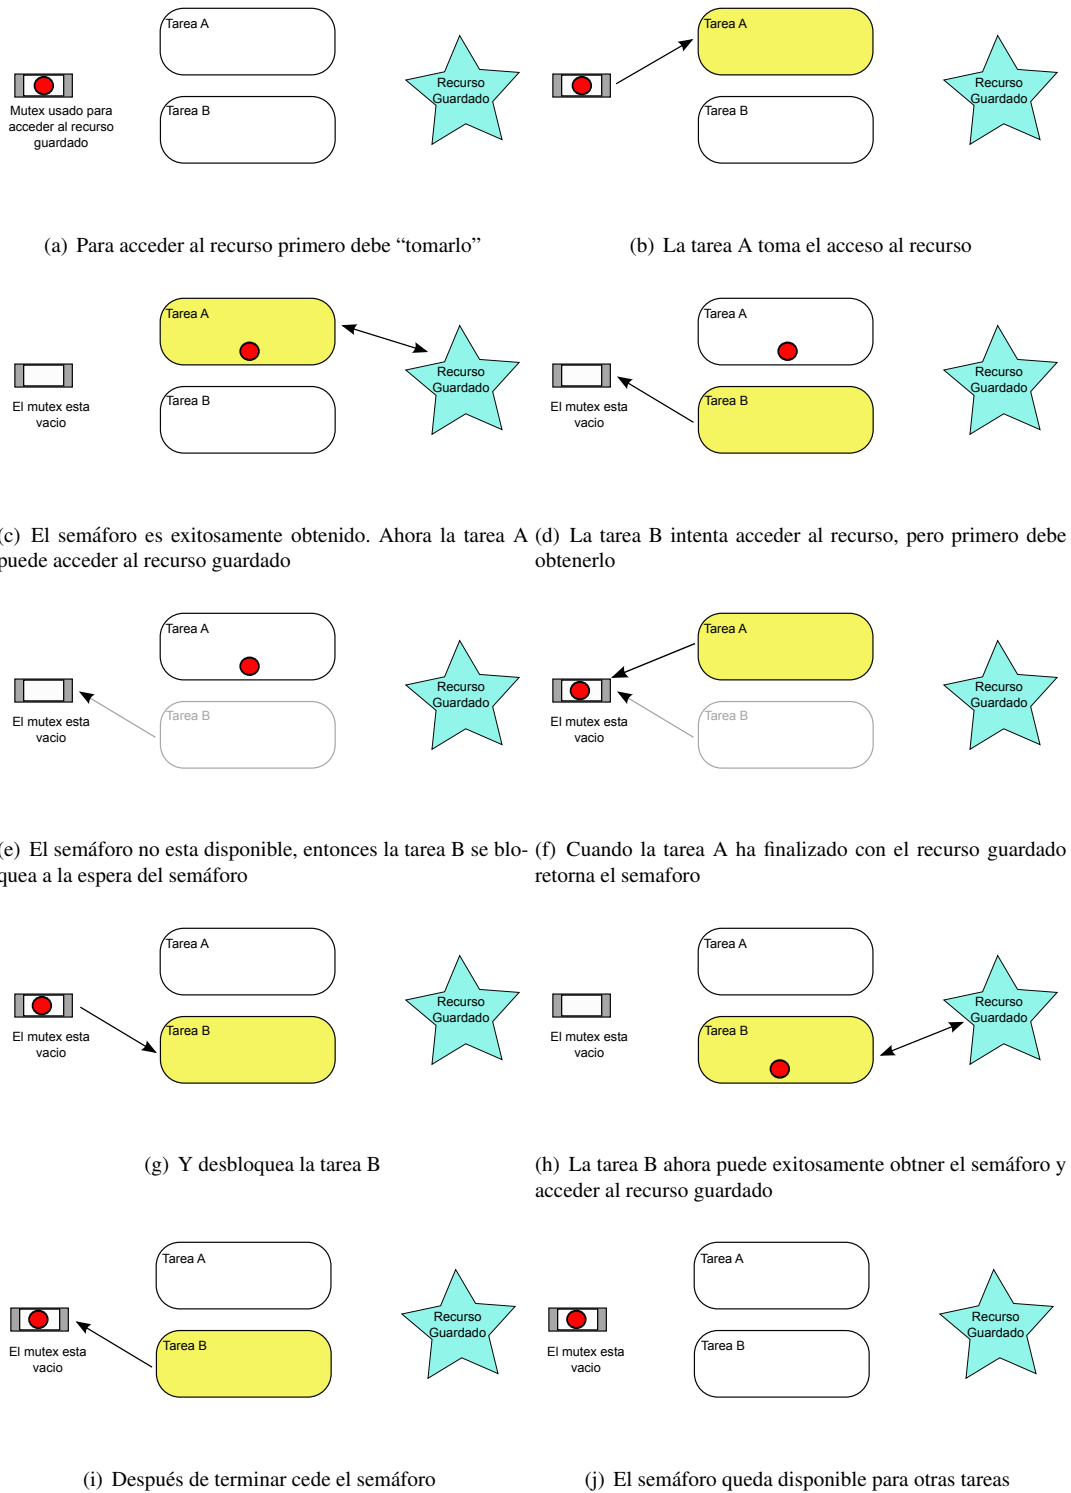 Tarea A
Mutex usado para
acceder al recurso
guardado
Tarea B
Recurso
Guardado
Tarea A
Tarea B
Recurso
Guardado
(a) Para acceder al recurso primero debe “tomarlo”
(b) La tarea A toma el acceso al recurso
Tarea A
El mutex esta
vacio
Tarea B
Recurso
Guardado
Tarea A
El mutex esta
vacio
Tarea B
Recurso
Guardado
(c) El semáforo es exitosamente obtenido. Ahora la tarea A
puede acceder al recurso guardado
(d) La tarea B intenta acceder al recurso, pero primero debe
obtenerlo
Tarea A
El mutex esta
vacio
Tarea B
Recurso
Guardado
Tarea A
El mutex esta
vacio
Tarea B
Recurso
Guardado
(e) El semáforo no esta disponible, entonces la tarea B se blo-
quea a la espera del semáforo
(f) Cuando la tarea A ha finalizado con el recurso guardado
retorna el semaforo
Tarea A
El mutex esta
vacio
Tarea B
Recurso
Guardado
Tarea A
El mutex esta
vacio
Tarea B
Recurso
Guardado
(g) Y desbloquea la tarea B
(h) La tarea B ahora puede exitosamente obtner el semáforo y
acceder al recurso guardado
Tarea A
El mutex esta
vacio
Tarea B
Recurso
Guardado
Tarea A
El mutex esta
vacio
Tarea B
Recurso
Guardado
(i) Después de terminar cede el semáforo
(j) El semáforo queda disponible para otras tareas